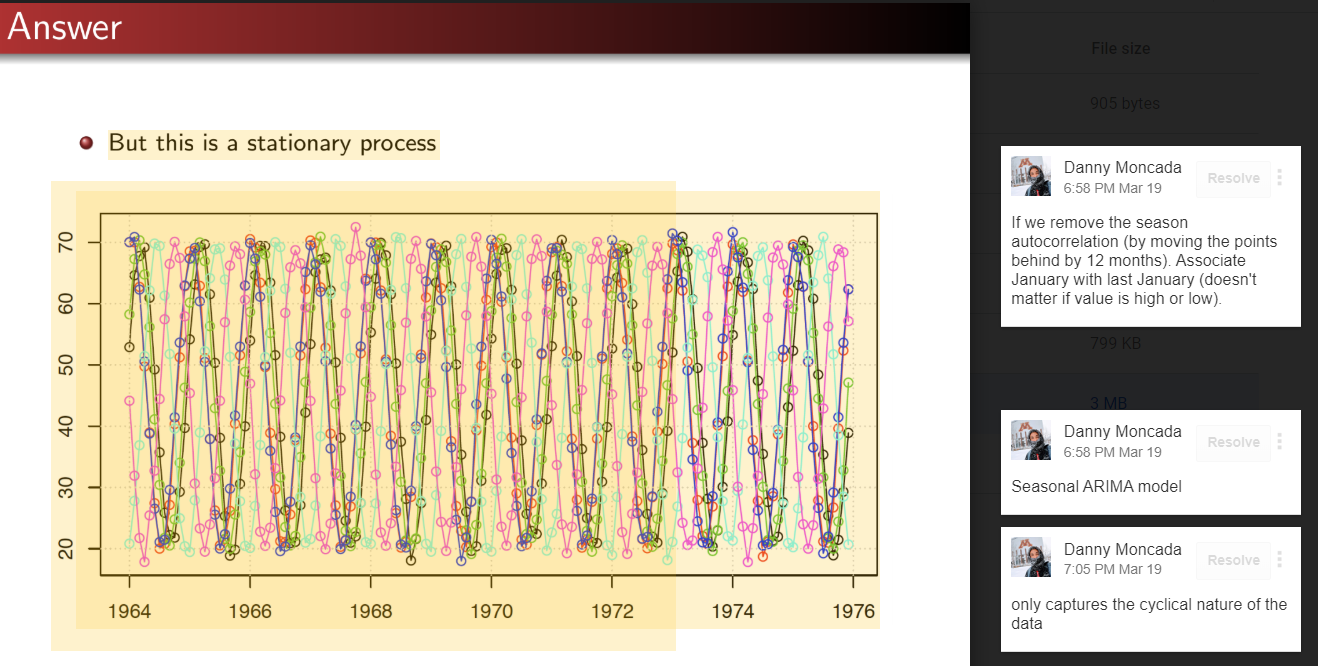 Answer
But this is a stationary process
70
60
50
40
30
20
1964
1966
1968
1970
1972
1974
1976
File size
905 bytes
Danny Moncada
6:58 PM Mar 19
Resolve
If we remove the season
autocorrelation (by moving the points
behind by 12 months). Associate
January with last January (doesn't
matter if value is high or low).
799 KB
3 MB
Danny Moncada
6:58 PM Mar 19
Resolve
Seasonal ARIMA model
Danny Moncada
7:05 PM Mar 19
Resolve
only captures the cyclical nature of the
data